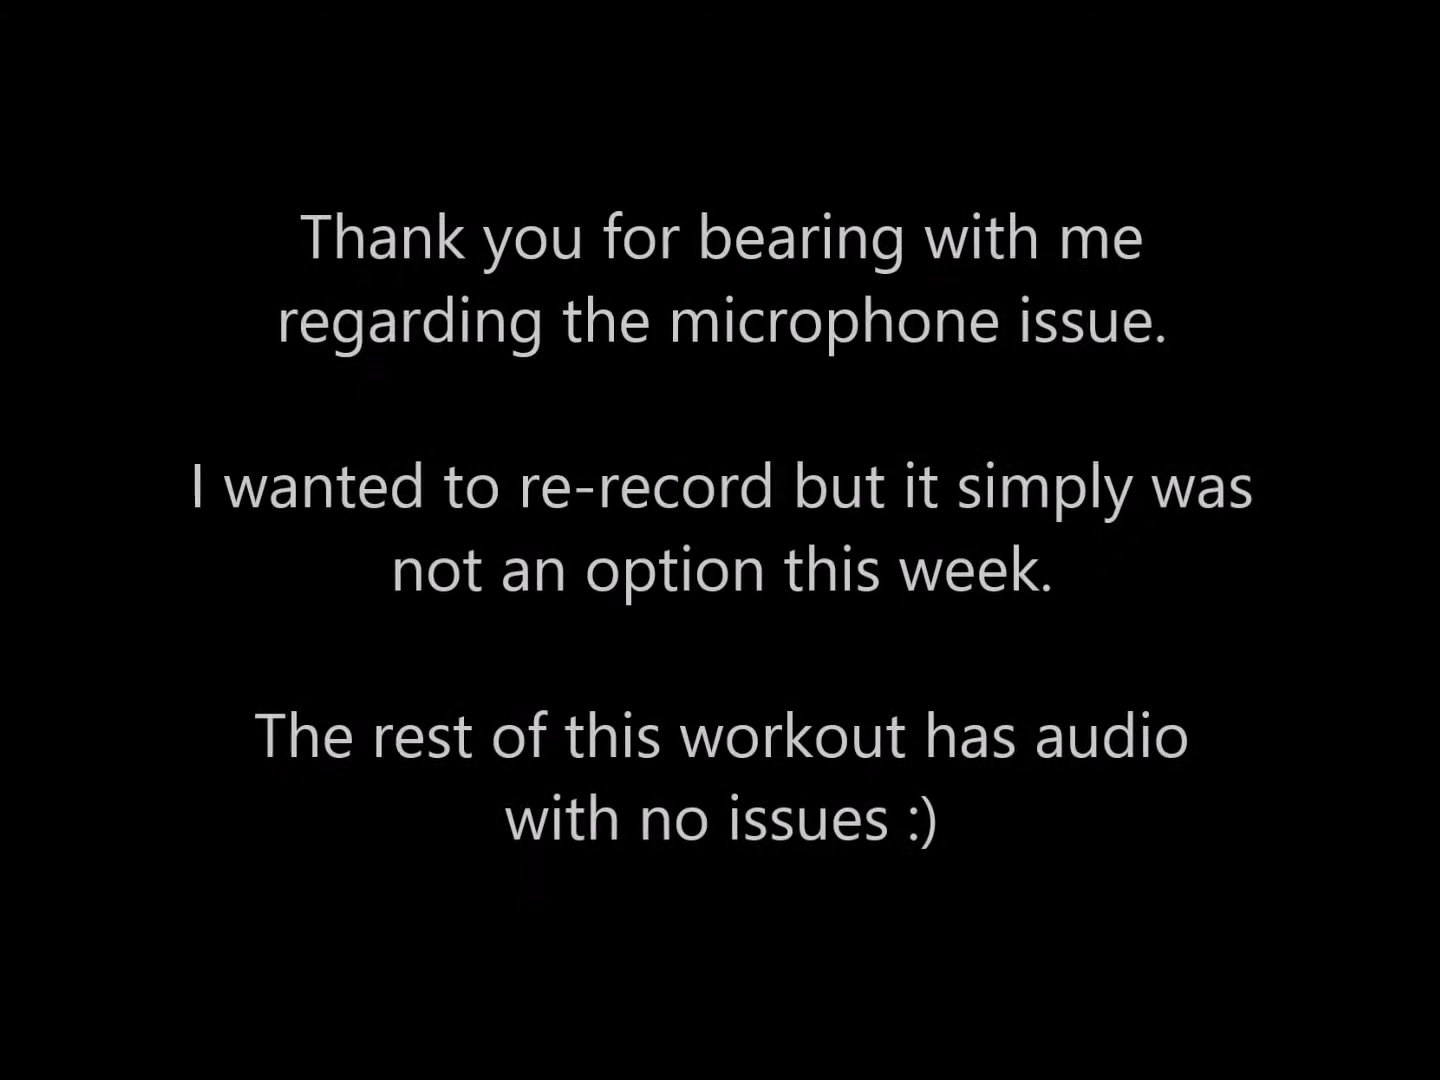 Thank you for bearing with me
regarding the microphone issue.
I wanted to re-record but it simply was
not an option this week.
The rest of this workout has audio
with no issues :)